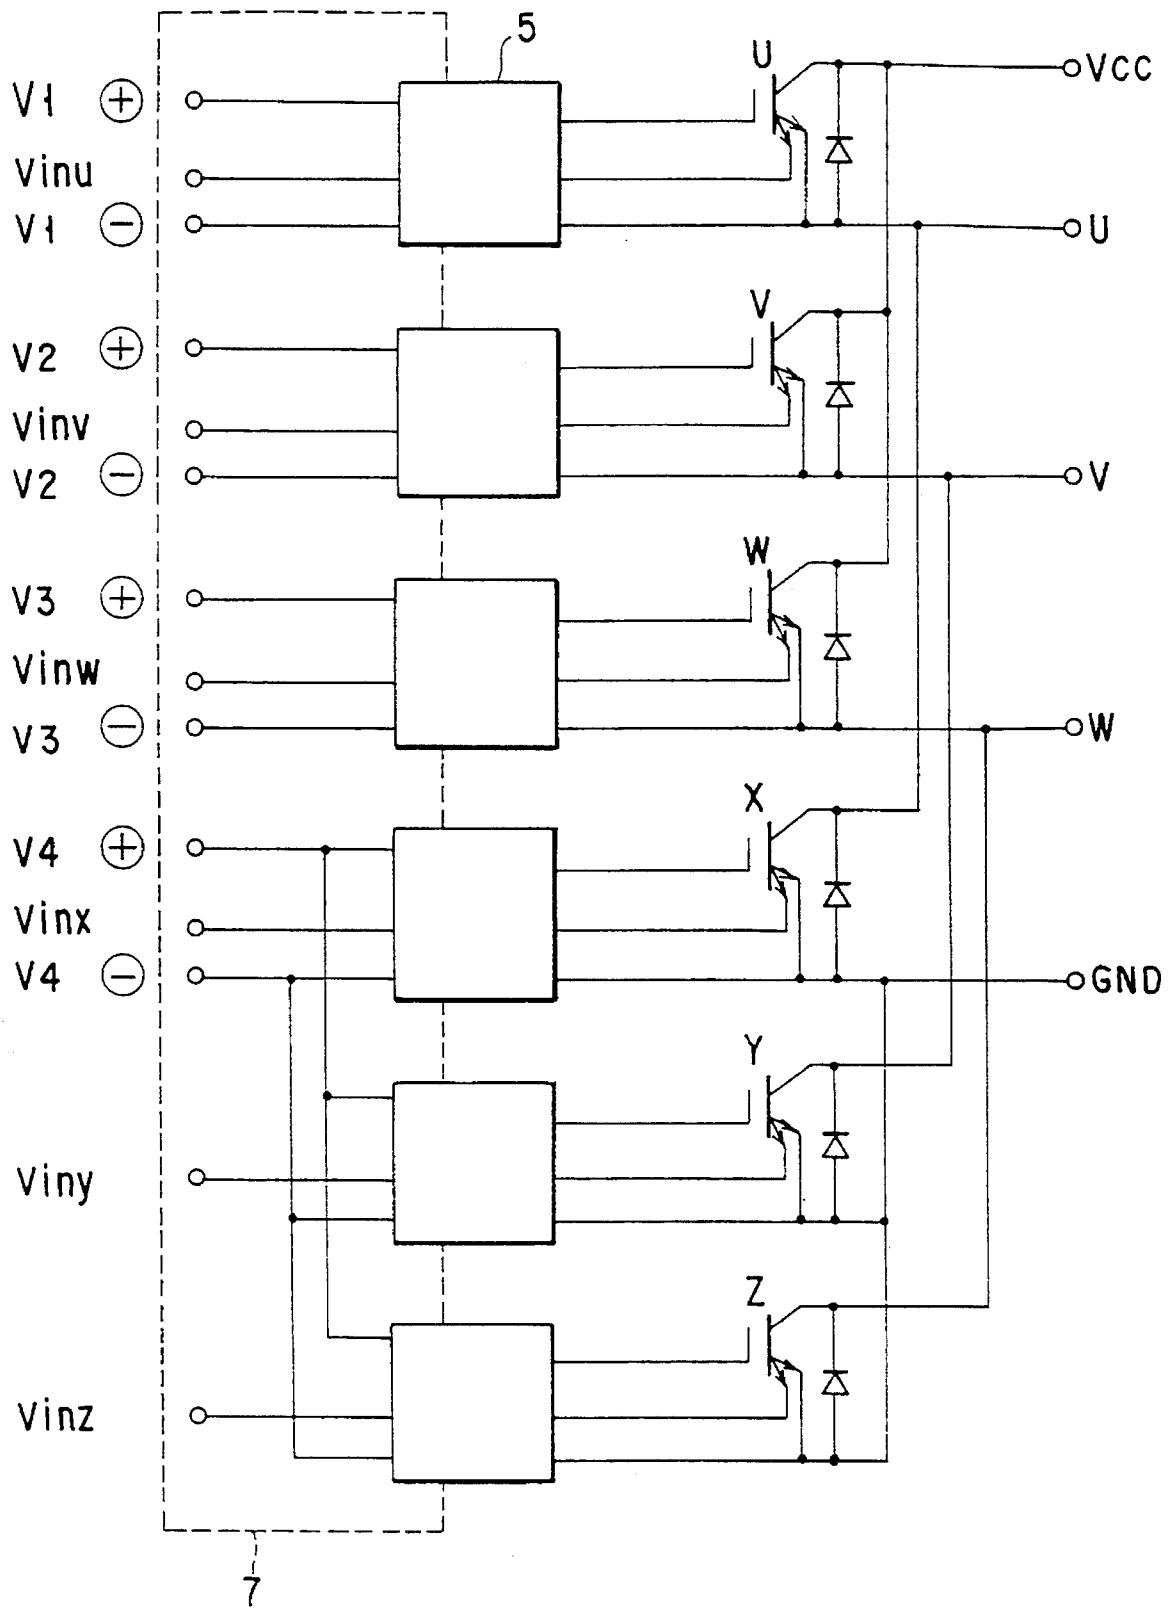 5
U
V1 ⊕
VCC
Vinu
V1 ⊖
U
V
V2 ⊕
Vinv
V2 ⊖
V
W
V3 ⊕
Vinw
V3 ⊖
W
X
V4 ⊕
Vinx
V4 ⊖
GND
Y
Viny
Z
Vinz
7